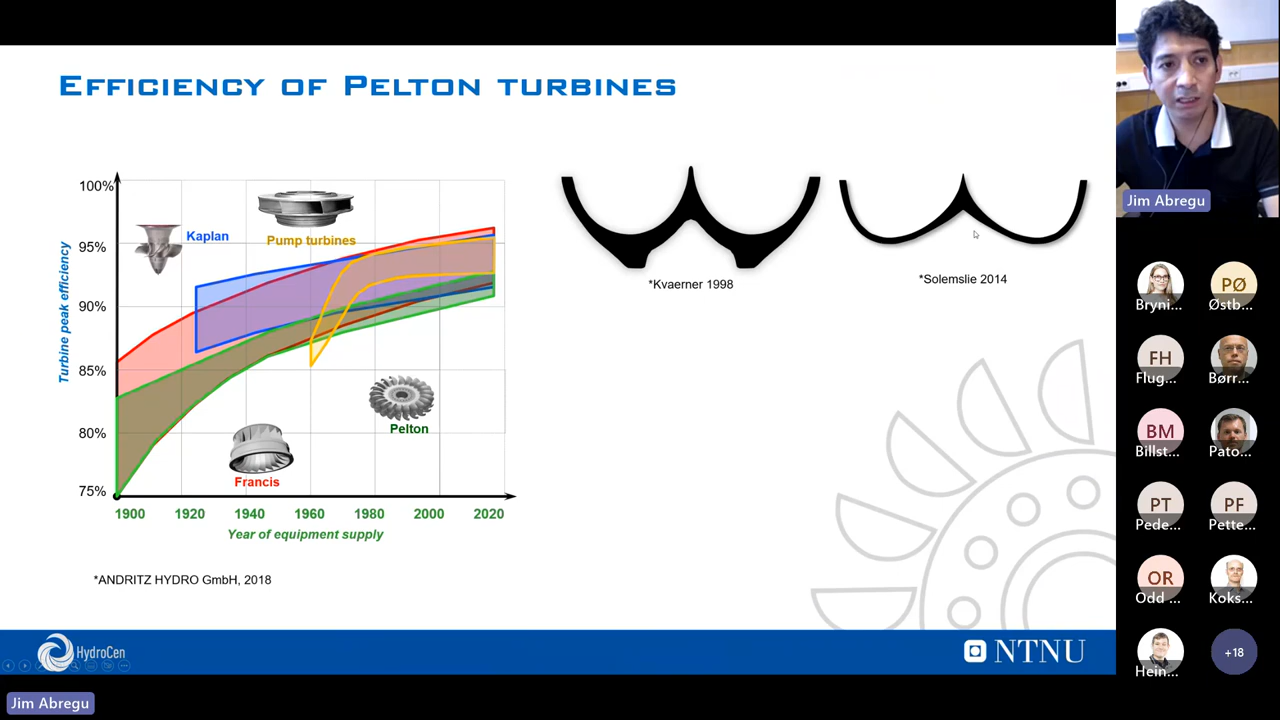 EFFICIENCY OF PELTON TURBINES
100%
95%
90%
85%
80%
75%
Turbine peak efficiency
Kaplan
Pump turbines
Pelton
Francis
1900 1920 1940 1960 1980 2000 2020
Year of equipment supply
*ANDRITZ HYDRO GmbH, 2018
*Kvaerner 1998
*Solemslie 2014
HydroCen
NTNU
Jim Abregu
Jim Abregu
Bryni...
PØ
Østb...
FH
Flug...
Børr...
BM
Billst...
Pato...
PT
Pede...
PF
Pette...
OR
Odd ...
Koks...
Hein...
+18